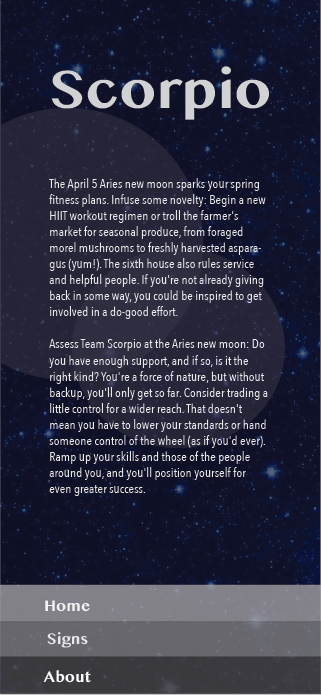 Scorpio
The April 5 Aries new moon sparks your spring
fitness plans. Infuse some novelty: Begin a new
HIIT workout regimen or troll the farmer's
market for seasonal produce, from foraged
morel mushrooms to freshly harvested aspara-
gus (yum!). The sixth house also rules service
and helpful people. If you're not already giving
back in some way, you could be inspired to get
involved in a do-good effort.
Assess Team Scorpio at the Aries new moon: Do
you have enough support, and if so, is it the
right kind? You're a force of nature, but without
backup, you'll only get so far. Consider trading a
little control for a wider reach. That doesn't
mean you have to lower your standards or hand
someone control of the wheel (as if you'd ever).
Ramp up your skills and those of the people
around you, and you'll position yourself for
even greater success.
Home
Signs
About